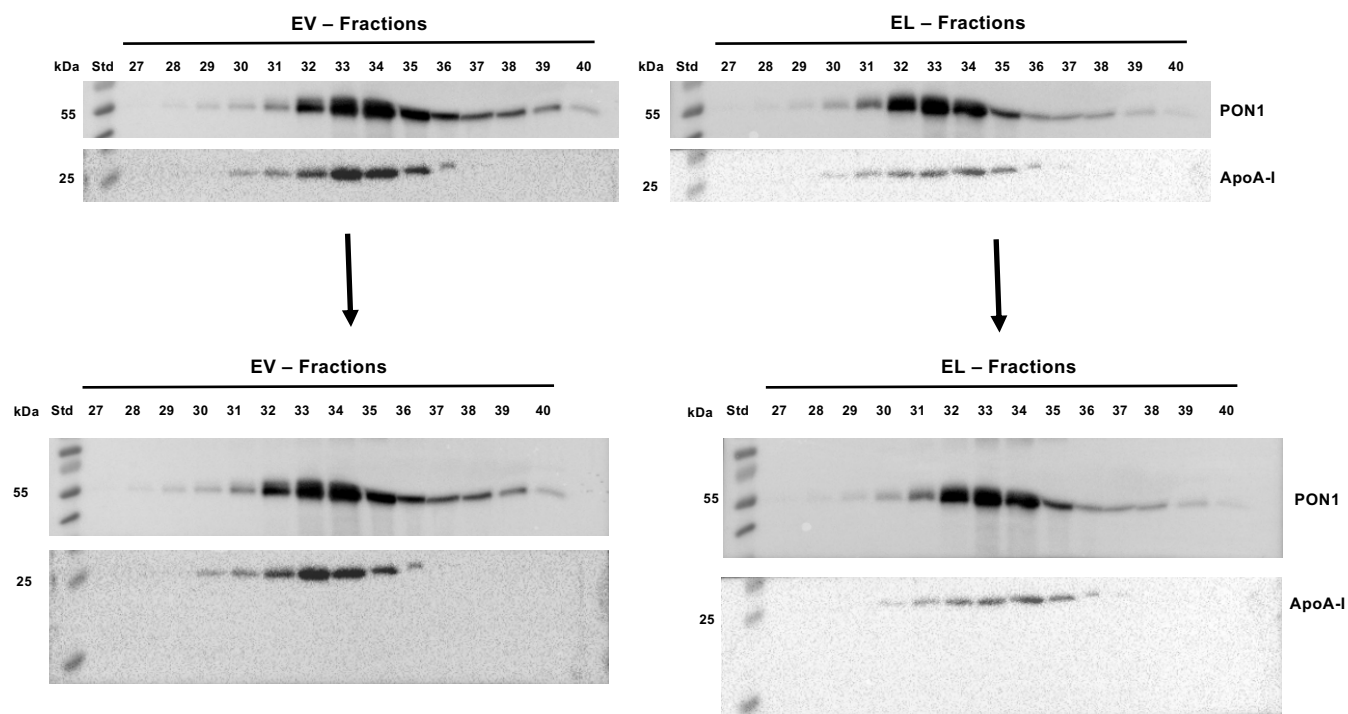 EV – Fractions
kDa Std 27 28 29 30 31 32 33 34 35 36 37 38 39 40
55
25
EL – Fractions
kDa Std 27 28 29 30 31 32 33 34 35 36 37 38 39 40
55 PON1
25 ApoA-I
EV – Fractions
kDa Std 27 28 29 30 31 32 33 34 35 36 37 38 39 40
55
25
EL – Fractions
kDa Std 27 28 29 30 31 32 33 34 35 36 37 38 39 40
55 PON1
25 ApoA-I